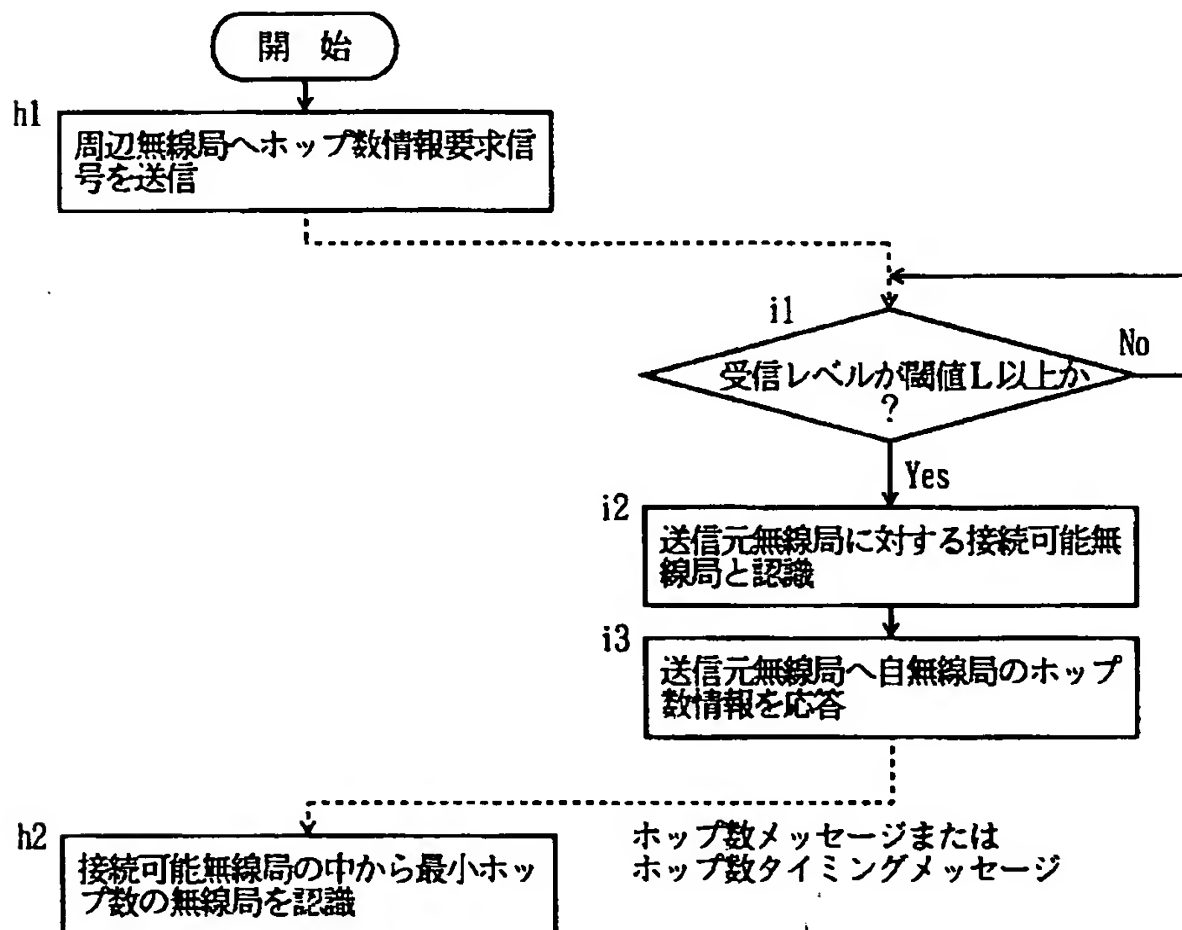 開 始
h1
周辺無線局へホップ数情報要求信
号を送信
i1
No
受信レベルが閾値L以上か
?
Yes
i2
送信元無線局に対する接続可能無
線局と認識
i3
送信元無線局へ自無線局のホップ
数情報を応答
h2
接続可能無線局の中から最小ホッ
プ数の無線局を認識
ホップ数メッセージまたは
ホップ数タイミングメッセージ